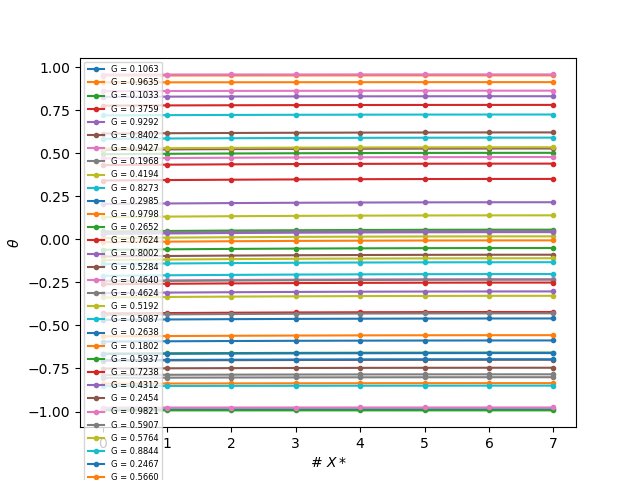 1.00
0.75
0.50
0.25
0.00
−0.25
−0.50
−0.75
−1.00
θ
G = 0.1063
G = 0.9635
G = 0.1033
G = 0.3759
G = 0.9292
G = 0.8402
G = 0.9427
G = 0.1968
G = 0.4194
G = 0.8273
G = 0.2985
G = 0.9798
G = 0.2652
G = 0.7624
G = 0.8002
G = 0.5284
G = 0.4640
G = 0.4624
G = 0.5192
G = 0.5087
G = 0.2638
G = 0.1802
G = 0.5937
G = 0.7238
G = 0.4312
G = 0.2454
G = 0.9821
G = 0.5907
G = 0.5764
G = 0.8844
G = 0.2467
G = 0.5660
0 1 2 3 4 5 6 7
# X*